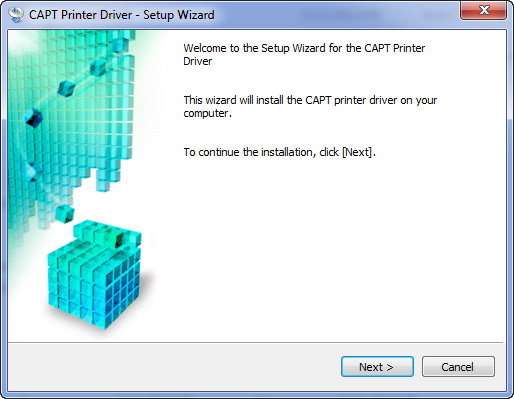 CAPT Printer Driver - Setup Wizard
Welcome to the Setup Wizard for the CAPT Printer
Driver
This wizard will install the CAPT printer driver on your
computer.
To continue the installation, click [Next].
Next >
Cancel